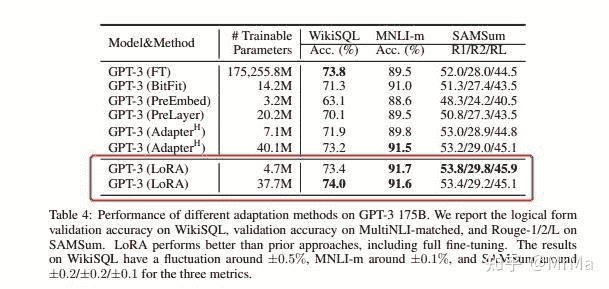 Model&Method # Trainable Parameters WikiSQL Acc. (%) MNLI-m Acc. (%) SAMSum R1/R2/RL
GPT-3 (FT) 175,255.8M 73.8 89.5 52.0/28.0/44.5
GPT-3 (BitFit) 14.2M 71.3 91.0 51.3/27.4/43.5
GPT-3 (PreEmbed) 3.2M 63.1 88.6 48.3/24.2/40.5
GPT-3 (PreLayer) 20.2M 70.1 89.5 50.8/27.3/43.5
GPT-3 (AdapterH) 7.1M 71.9 89.8 53.0/28.9/44.8
GPT-3 (AdapterH) 40.1M 73.2 91.5 53.2/29.0/45.1
GPT-3 (LoRA) 4.7M 73.4 91.7 53.8/29.8/45.9
GPT-3 (LoRA) 37.7M 74.0 91.6 53.4/29.2/45.1
Table 4: Performance of different adaptation methods on GPT-3 175B. We report the logical form
validation accuracy on WikiSQL, validation accuracy on MultiNLI-matched, and Rouge-1/2/L on
SAMSum. LoRA performs better than prior approaches, including full fine-tuning. The results
on WikiSQL have a fluctuation around ±0.5%, MNLI-m around ±0.1%, and SAMSum around
±0.2/±0.2/±0.1 for the three metrics.
知乎 @MrMa